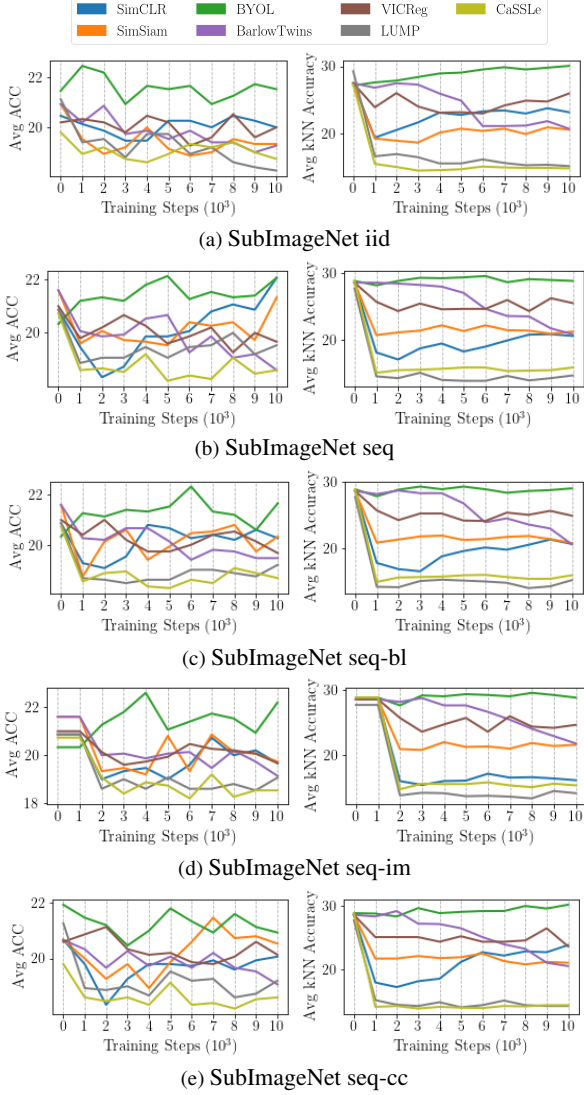 SimCLR BYOL VICReg CaSSLe
SimSiam BarlowTwins LUMP
Avg ACC
22
20
0 1 2 3 4 5 6 7 8 9 10
Training Steps (10³)
Avg kNN Accuracy
30
20
0 1 2 3 4 5 6 7 8 9 10
Training Steps (10³)
(a) SubImageNet iid
Avg ACC
22
20
0 1 2 3 4 5 6 7 8 9 10
Training Steps (10³)
Avg kNN Accuracy
30
20
0 1 2 3 4 5 6 7 8 9 10
Training Steps (10³)
(b) SubImageNet seq
Avg ACC
22
20
0 1 2 3 4 5 6 7 8 9 10
Training Steps (10³)
Avg kNN Accuracy
30
20
0 1 2 3 4 5 6 7 8 9 10
Training Steps (10³)
(c) SubImageNet seq-bl
Avg ACC
22
20
18
0 1 2 3 4 5 6 7 8 9 10
Training Steps (10³)
Avg kNN Accuracy
30
20
0 1 2 3 4 5 6 7 8 9 10
Training Steps (10³)
(d) SubImageNet seq-im
Avg ACC
22
20
0 1 2 3 4 5 6 7 8 9 10
Training Steps (10³)
Avg kNN Accuracy
30
20
0 1 2 3 4 5 6 7 8 9 10
Training Steps (10³)
(e) SubImageNet seq-cc